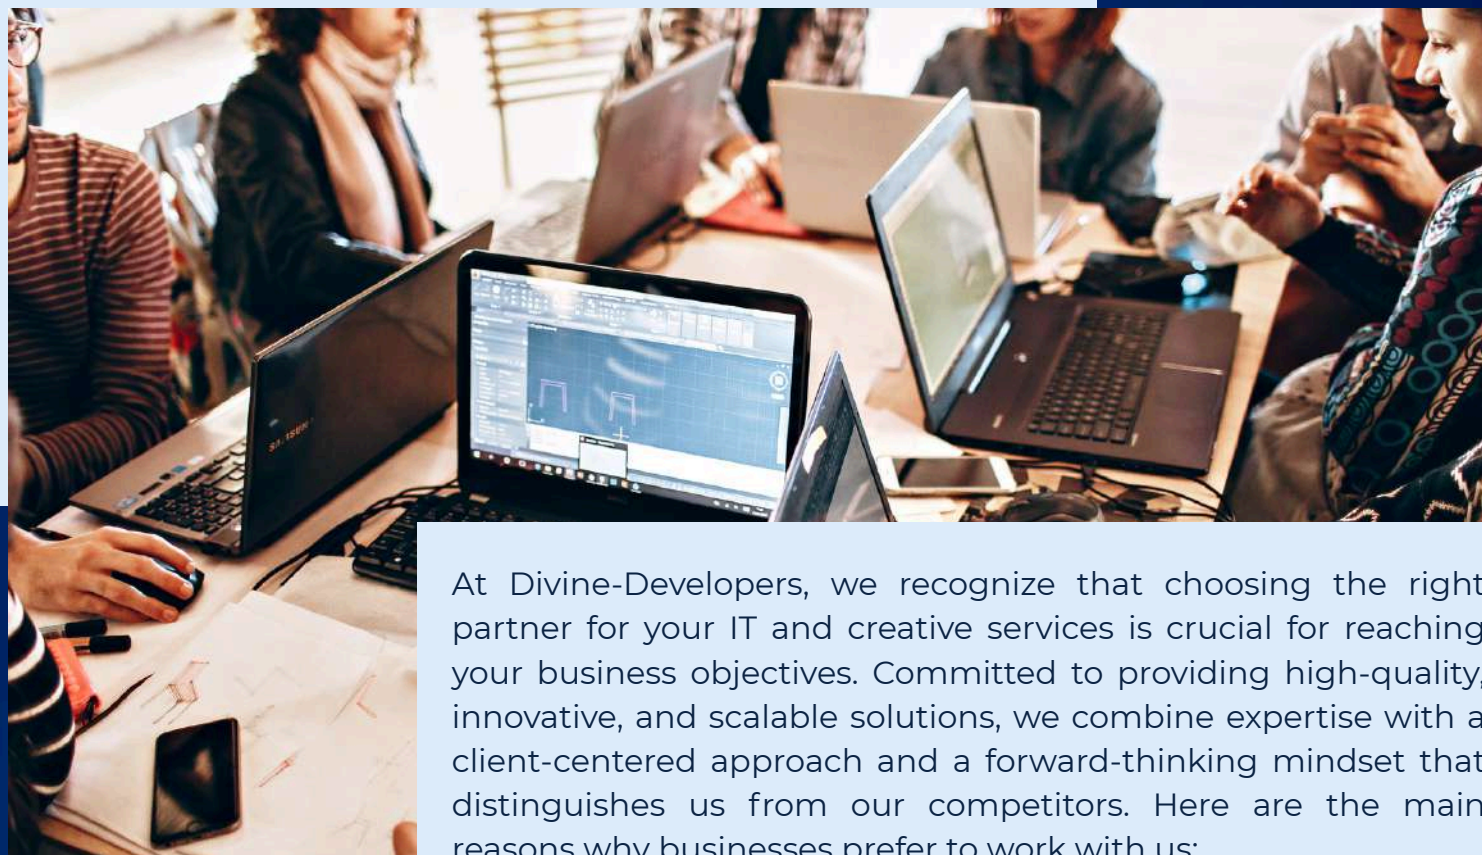 At Divine-Developers, we recognize that choosing the right
partner for your IT and creative services is crucial for reaching
your business objectives. Committed to providing high-quality,
innovative, and scalable solutions, we combine expertise with a
client-centered approach and a forward-thinking mindset that
distinguishes us from our competitors. Here are the main
reasons why businesses prefer to work with us:
SAMSUNG